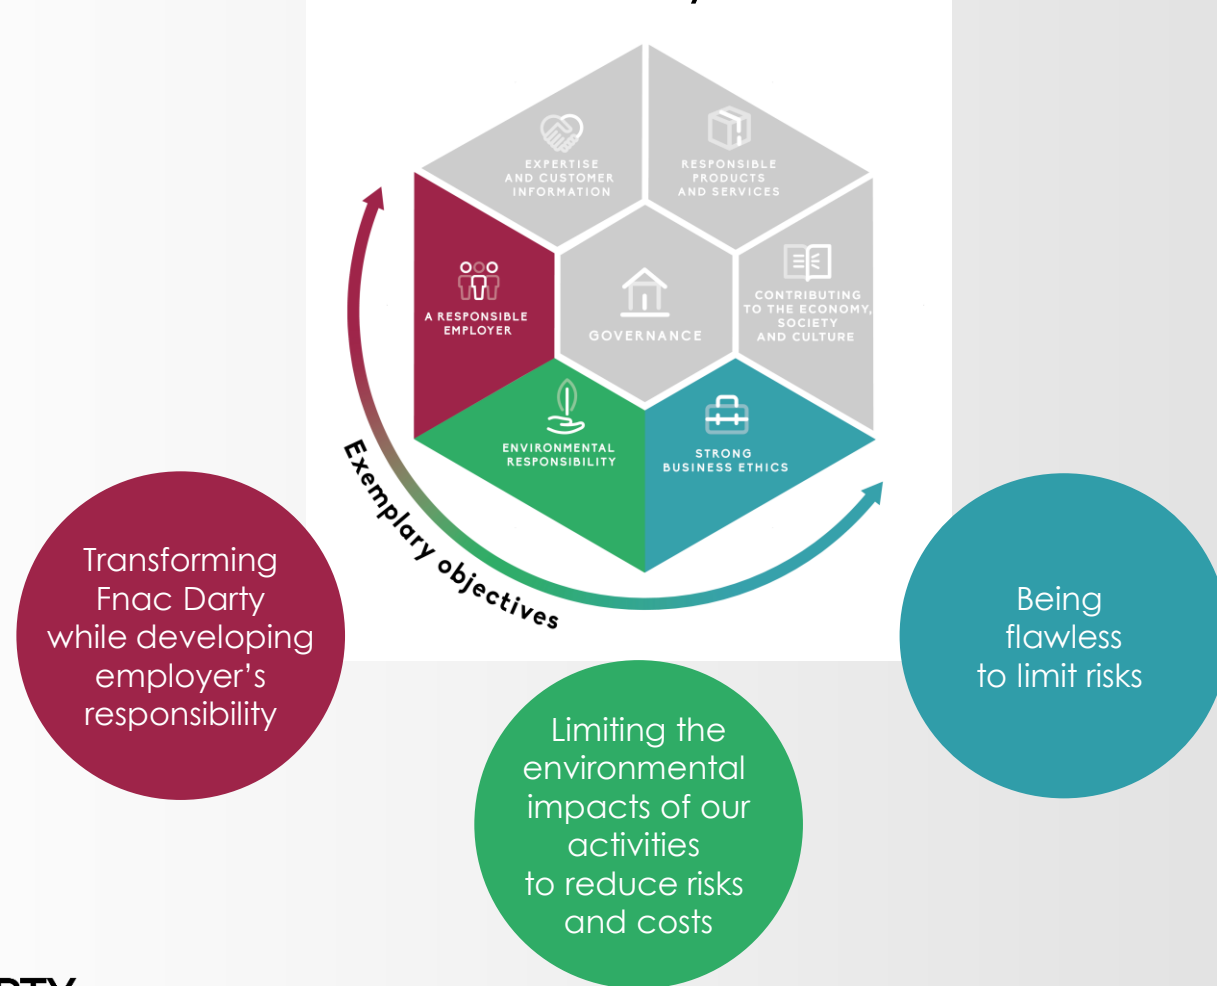 EXPERTISE
AND CUSTOMER
INFORMATION
RESPONSIBLE
PRODUCTS
AND SERVICES
A RESPONSIBLE
EMPLOYER
GOVERNANCE
CONTRIBUTING
TO THE ECONOMY,
SOCIETY
AND CULTURE
ENVIRONMENTAL
RESPONSIBILITY
STRONG
BUSINESS ETHICS
Exemplary objectives
Transforming
Fnac Darty
while developing
employer’s
responsibility
Being
flawless
to limit risks
Limiting the
environmental
impacts of our
activities
to reduce risks
and costs